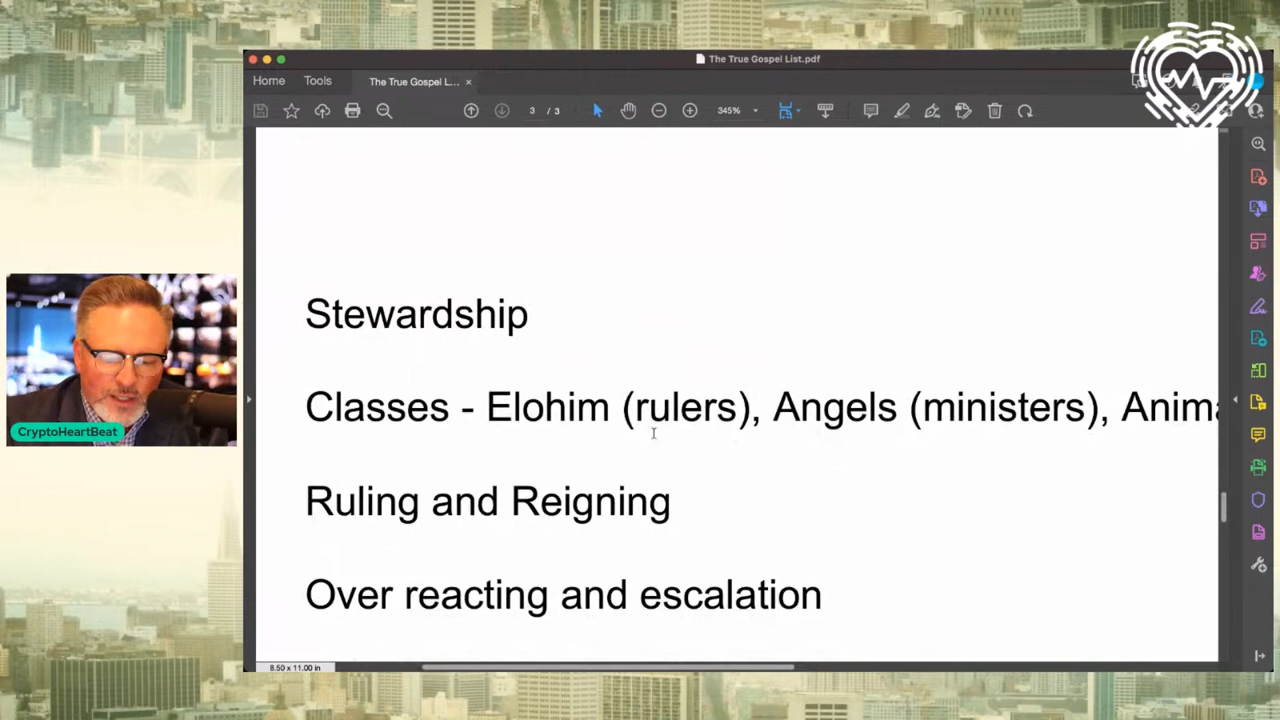 The True Gospel List.pdf
Home Tools The True Gospel L... ×
3 / 3 345%
Stewardship
Classes - Elohim (rulers), Angels (ministers), Anima
Ruling and Reigning
Over reacting and escalation
CryptoHeartBeat
8.50 x 11.00 in